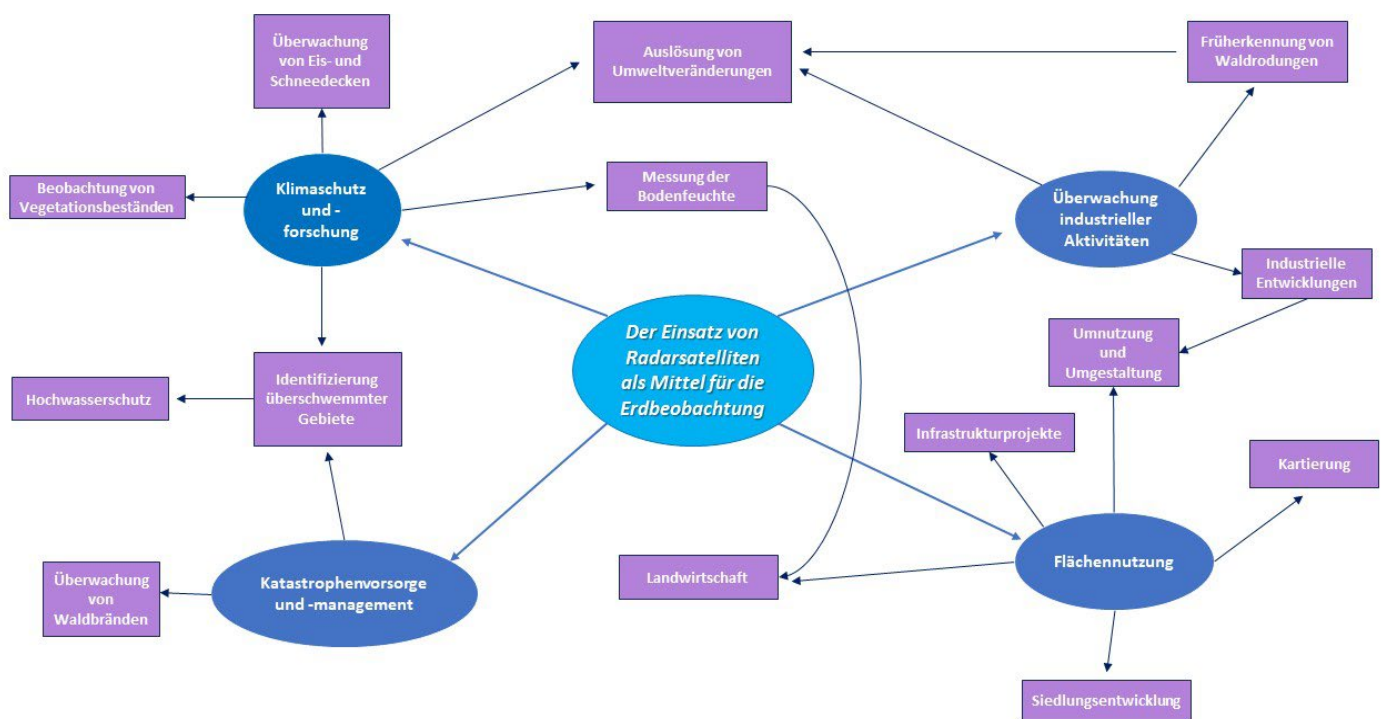 Überwachung
von Eis- und
Schneedecken
Auslösung von
Umweltveränderungen
Früherkennung von
Waldrodungen
Beobachtung von
Vegetationsbeständen
Klimaschutz
und -
forschung
Messung der
Bodenfeuchte
Überwachung
industrieller
Aktivitäten
Industrielle
Entwicklungen
Der Einsatz von
Radarsatelliten
als Mittel für die
Erdbeobachtung
Umnutzung
und
Umgestaltung
Hochwasserschutz
Identifizierung
überschwemmter
Gebiete
Infrastrukturprojekte
Kartierung
Überwachung
von
Waldbränden
Katastrophenvorsorge
und -management
Landwirtschaft
Flächennutzung
Siedlungsentwicklung